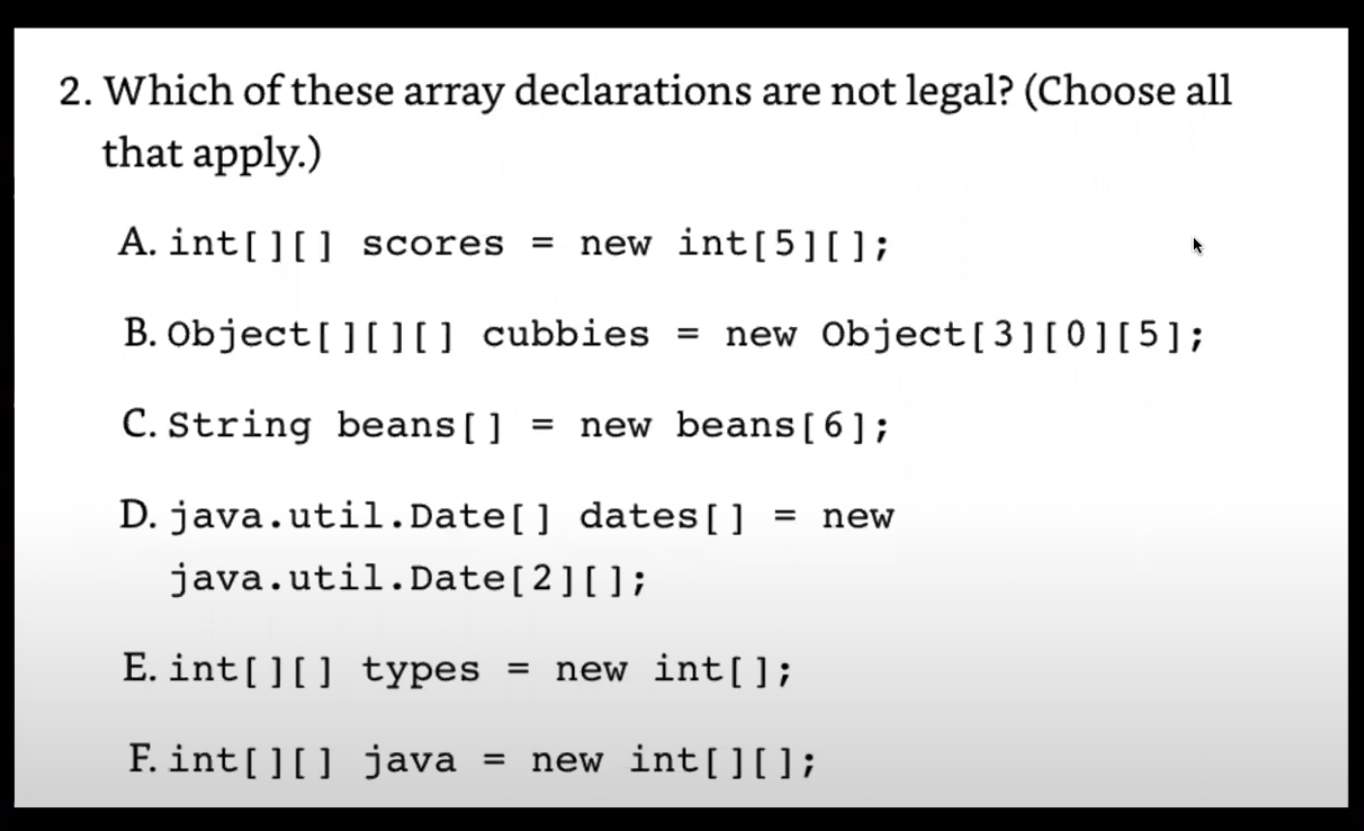 2. Which of these array declarations are not legal? (Choose all
that apply.)
A. int[][] scores = new int[5][];
B. Object[][][] cubbies = new Object[3][0][5];
C. String beans[] = new beans[6];
D. java.util.Date[] dates[] = new
java.util.Date[2][];
E. int[][] types = new int[];
F. int[][] java = new int[][];